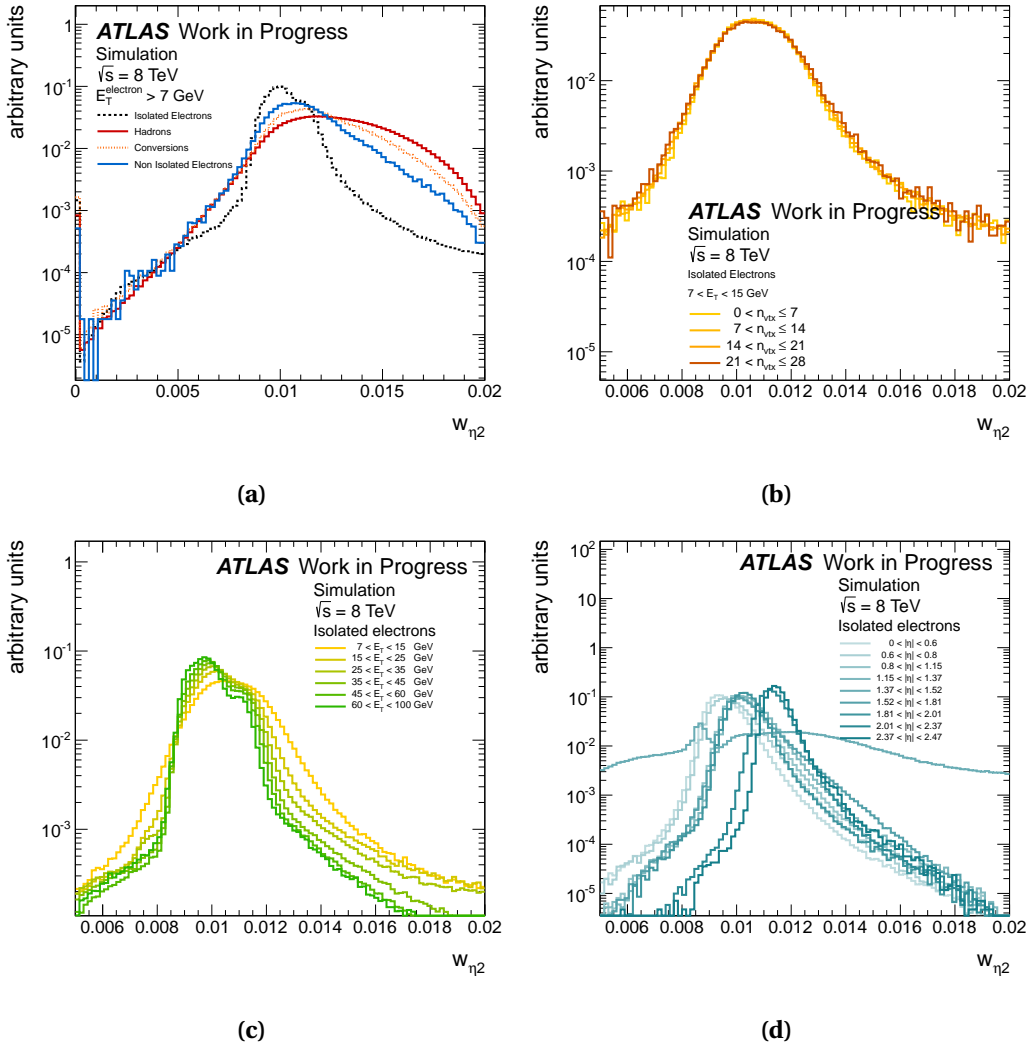 arbitrary units
1
10⁻¹
10⁻²
10⁻³
10⁻⁴
10⁻⁵
ATLAS Work in Progress
Simulation
√s = 8 TeV
E_T^electron > 7 GeV
Isolated Electrons
Hadrons
Conversions
Non Isolated Electrons
0 0.005 0.01 0.015 0.02
w_η2
(a)
arbitrary units
10⁻²
10⁻³
10⁻⁴
10⁻⁵
ATLAS Work in Progress
Simulation
√s = 8 TeV
Isolated Electrons
7 < E_T < 15 GeV
0 < n_vtx ≤ 7
7 < n_vtx ≤ 14
14 < n_vtx ≤ 21
21 < n_vtx ≤ 28
0.006 0.008 0.01 0.012 0.014 0.016 0.018 0.02
w_η2
(b)
arbitrary units
1
10⁻¹
10⁻²
10⁻³
ATLAS Work in Progress
Simulation
√s = 8 TeV
Isolated electrons
7 < E_T < 15 GeV
15 < E_T < 25 GeV
25 < E_T < 35 GeV
35 < E_T < 45 GeV
45 < E_T < 60 GeV
60 < E_T < 100 GeV
0.006 0.008 0.01 0.012 0.014 0.016 0.018 0.02
w_η2
(c)
arbitrary units
10²
10
1
10⁻¹
10⁻²
10⁻³
10⁻⁴
10⁻⁵
ATLAS Work in Progress
Simulation
√s = 8 TeV
Isolated electrons
0 < |η| < 0.6
0.6 < |η| < 0.8
0.8 < |η| < 1.15
1.15 < |η| < 1.37
1.37 < |η| < 1.52
1.52 < |η| < 1.81
1.81 < |η| < 2.01
2.01 < |η| < 2.37
2.37 < |η| < 2.47
0.006 0.008 0.01 0.012 0.014 0.016 0.018 0.02
w_η2
(d)